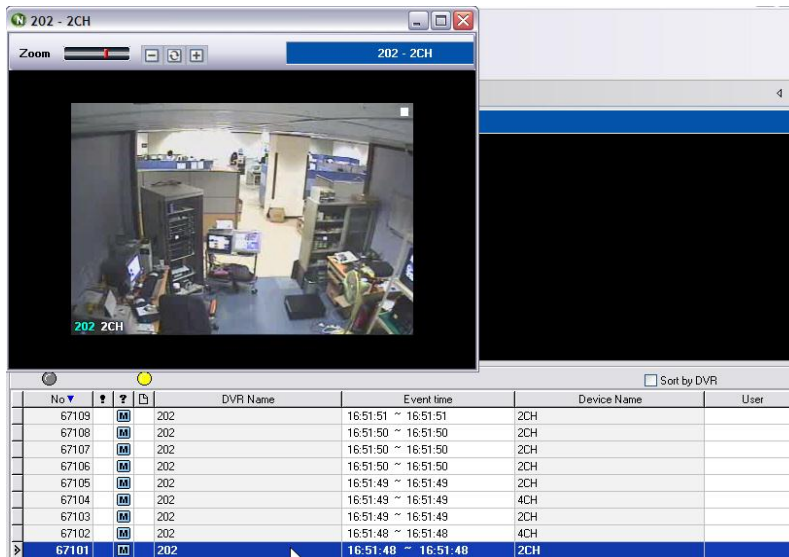 202 - 2CH
Zoom
202 - 2CH
202 2CH
Sort by DVR
No ! ? DVR Name Event time Device Name User
67109 M 202 16:51:51 ~ 16:51:51 2CH
67108 M 202 16:51:50 ~ 16:51:50 2CH
67107 M 202 16:51:50 ~ 16:51:50 2CH
67106 M 202 16:51:50 ~ 16:51:50 2CH
67105 M 202 16:51:49 ~ 16:51:49 2CH
67104 M 202 16:51:49 ~ 16:51:49 4CH
67103 M 202 16:51:49 ~ 16:51:49 2CH
67102 M 202 16:51:48 ~ 16:51:48 4CH
67101 M 202 16:51:48 ~ 16:51:48 2CH